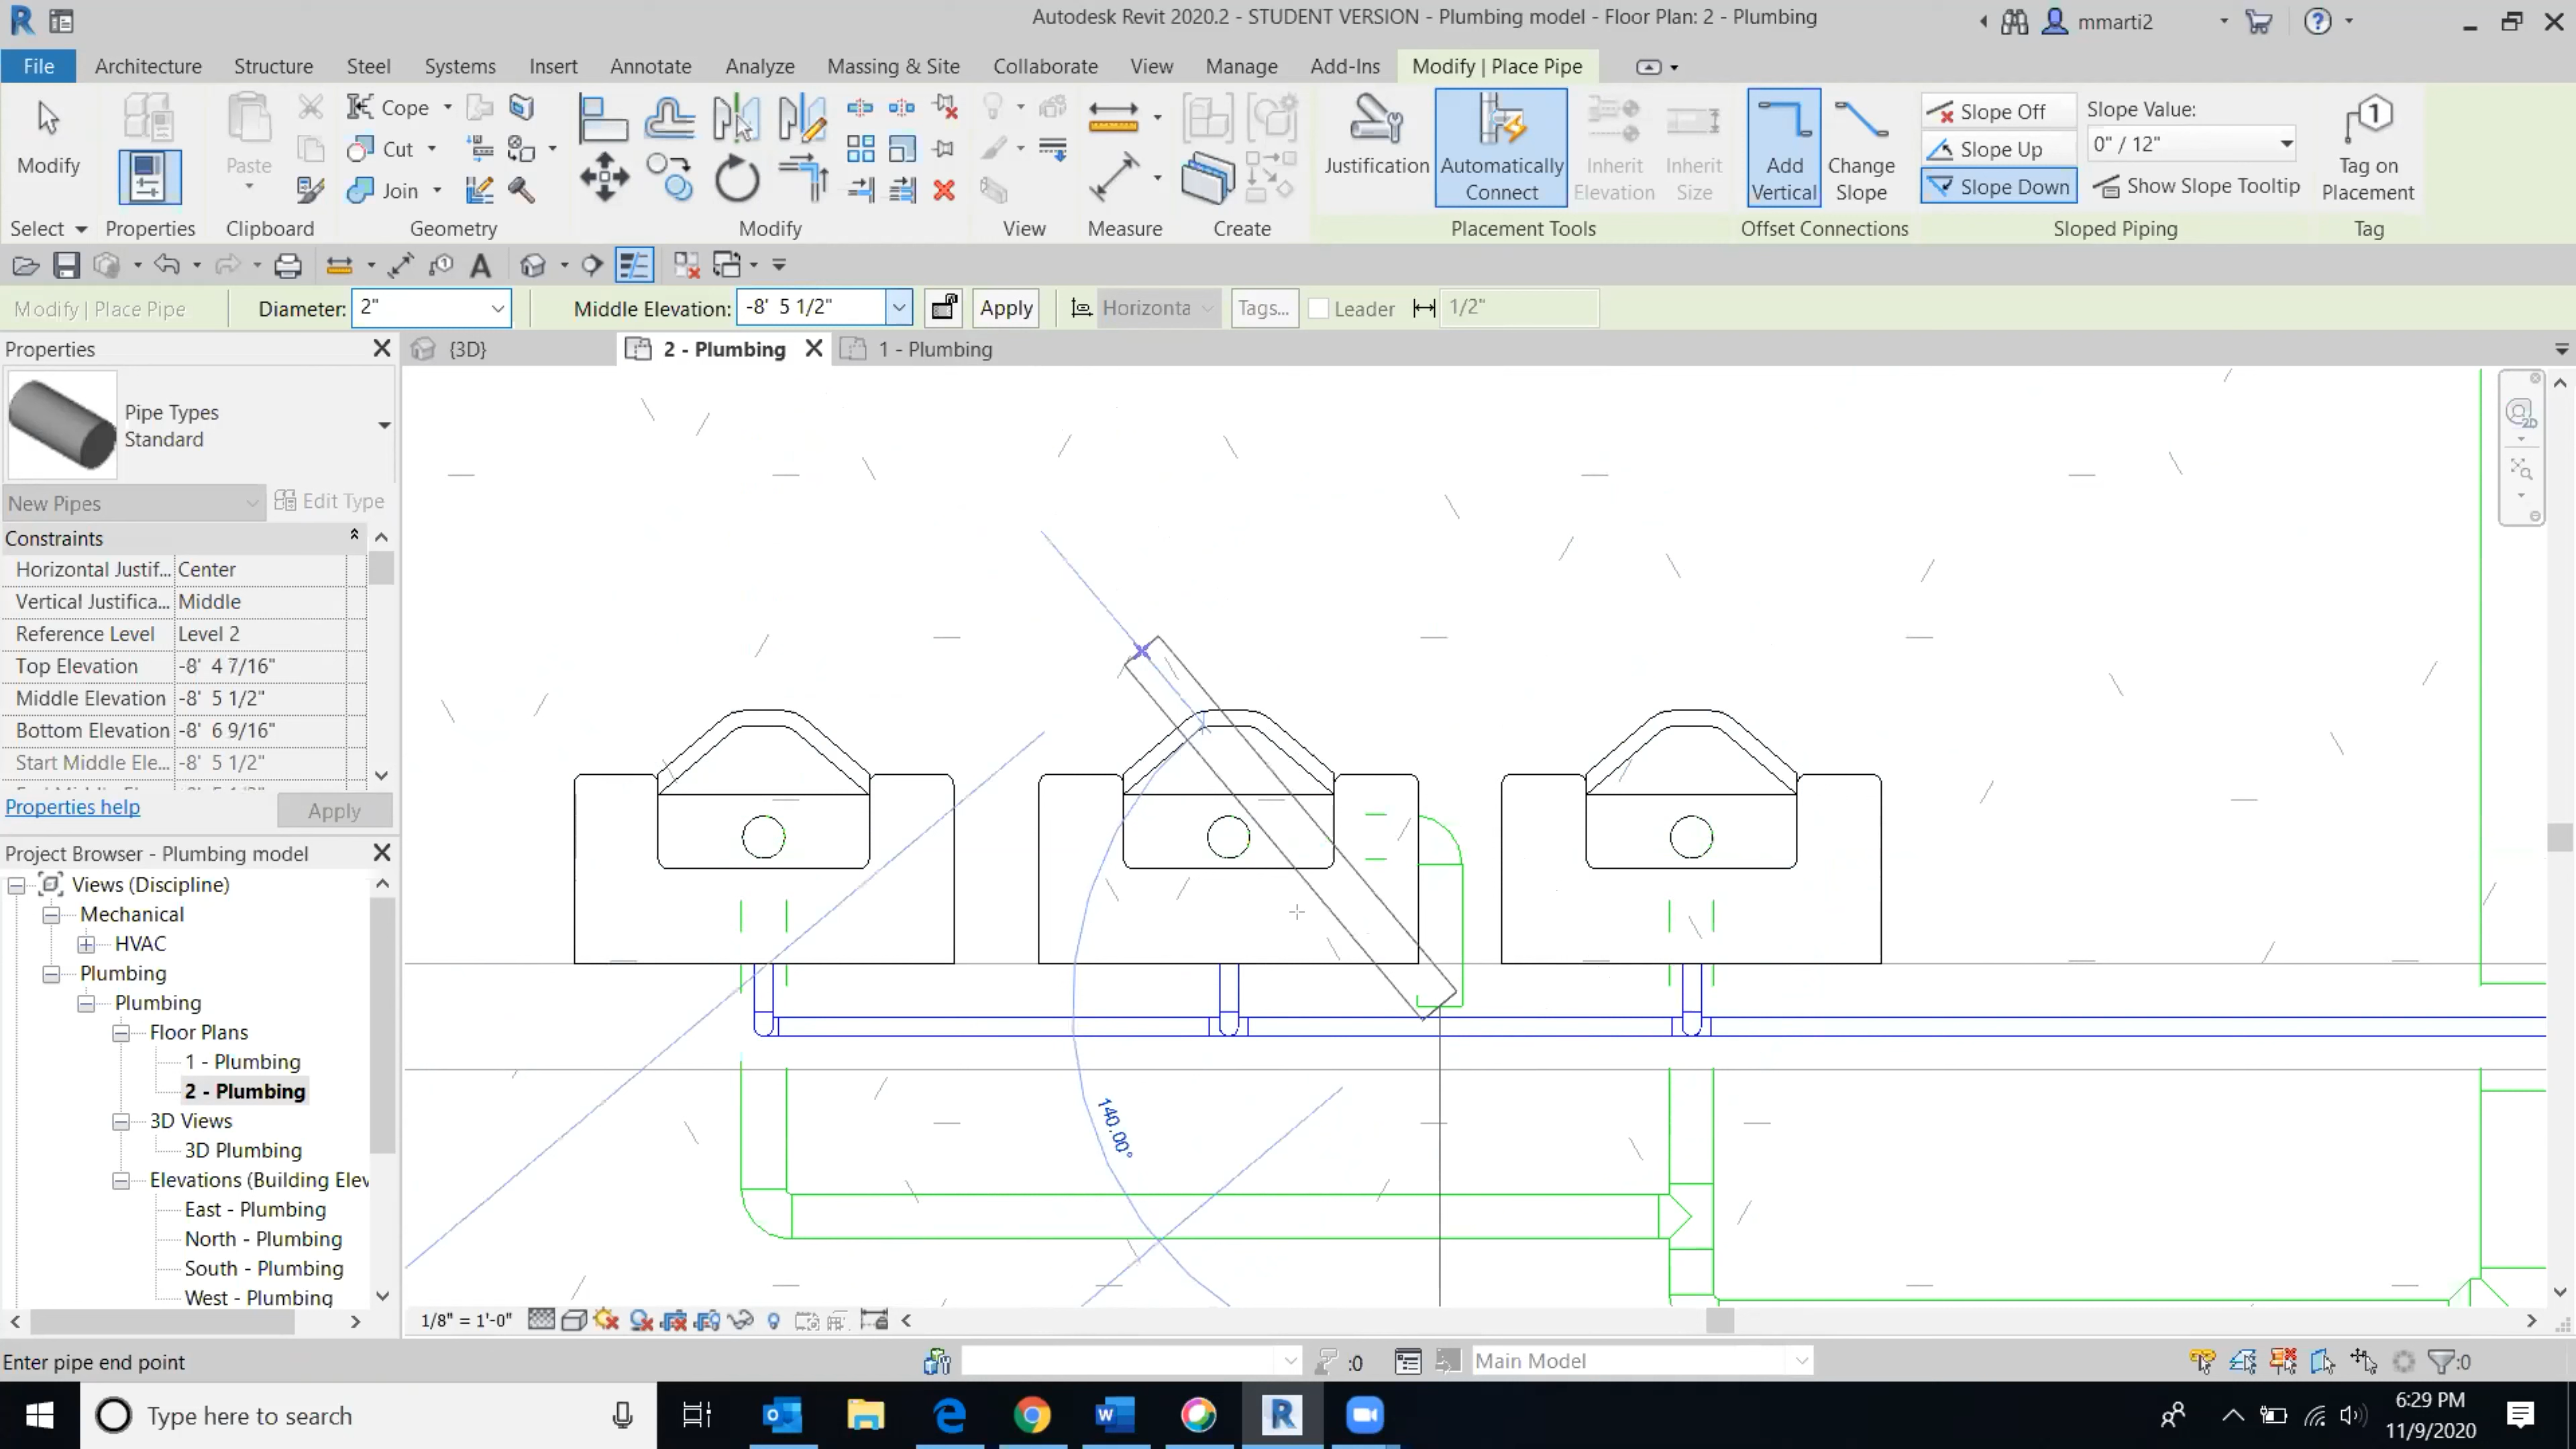 Autodesk Revit 2020.2 - STUDENT VERSION - Plumbing model - Floor Plan: 2 - Plumbing
mmarti2
File Architecture Structure Steel Systems Insert Annotate Analyze Massing & Site Collaborate View Manage Add-Ins Modify | Place Pipe
Cope Slope Off Slope Value:
Cut Slope Up 0" / 12"
Modify Paste Justification Automatically Connect Inherit Elevation Inherit Size Add Vertical Change Slope Tag on Placement
Join Slope Down Show Slope Tooltip
Select Properties Clipboard Geometry Modify View Measure Create Placement Tools Offset Connections Sloped Piping Tag
Modify | Place Pipe Diameter: 2" Middle Elevation: -8' 5 1/2" Apply Horizonta Tags... Leader 1/2"
Properties {3D} 2 - Plumbing 1 - Plumbing
Pipe Types
Standard
New Pipes Edit Type
Constraints
Horizontal Justif... Center
Vertical Justifica... Middle
Reference Level Level 2
Top Elevation -8' 4 7/16"
Middle Elevation -8' 5 1/2"
Bottom Elevation -8' 6 9/16"
Start Middle Ele... -8' 5 1/2"
Properties help Apply
Project Browser - Plumbing model
Views (Discipline)
Mechanical
HVAC
Plumbing
Plumbing
Floor Plans
1 - Plumbing
2 - Plumbing
3D Views
3D Plumbing
Elevations (Building Elev
East - Plumbing
North - Plumbing
South - Plumbing
West - Plumbing
140.00°
2D
1/8" = 1'-0"
Enter pipe end point :0 Main Model :0
Type here to search
6:29 PM
11/9/2020